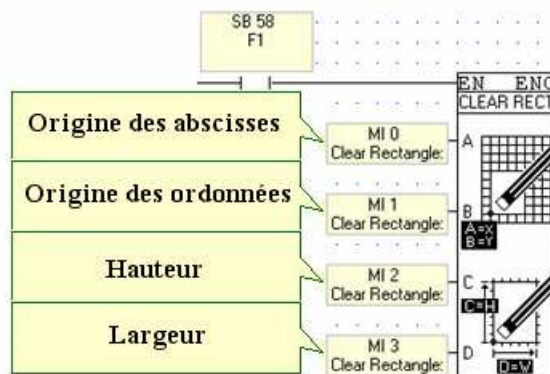 SB 58
F1
EN ENO
CLEAR RECT
Origine des abscisses
MI 0
Clear Rectangle:
A
Origine des ordonnées
MI 1
Clear Rectangle:
B
A=X
B=Y
Hauteur
MI 2
Clear Rectangle:
C
C=H
Largeur
MI 3
Clear Rectangle:
D
D=W